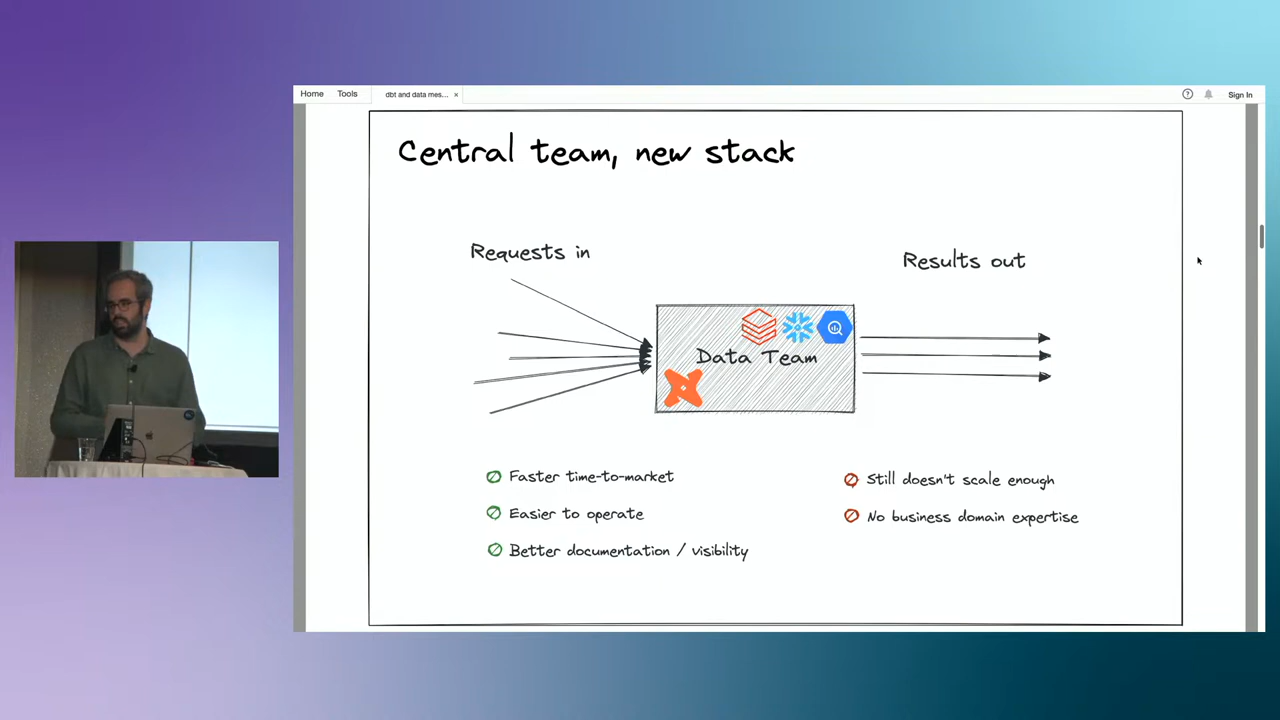 Home Tools dbt and data mes... × ? Sign In
Central team, new stack
Requests in
Results out
Data Team
Faster time-to-market
Easier to operate
Better documentation / visibility
Still doesn't scale enough
No business domain expertise